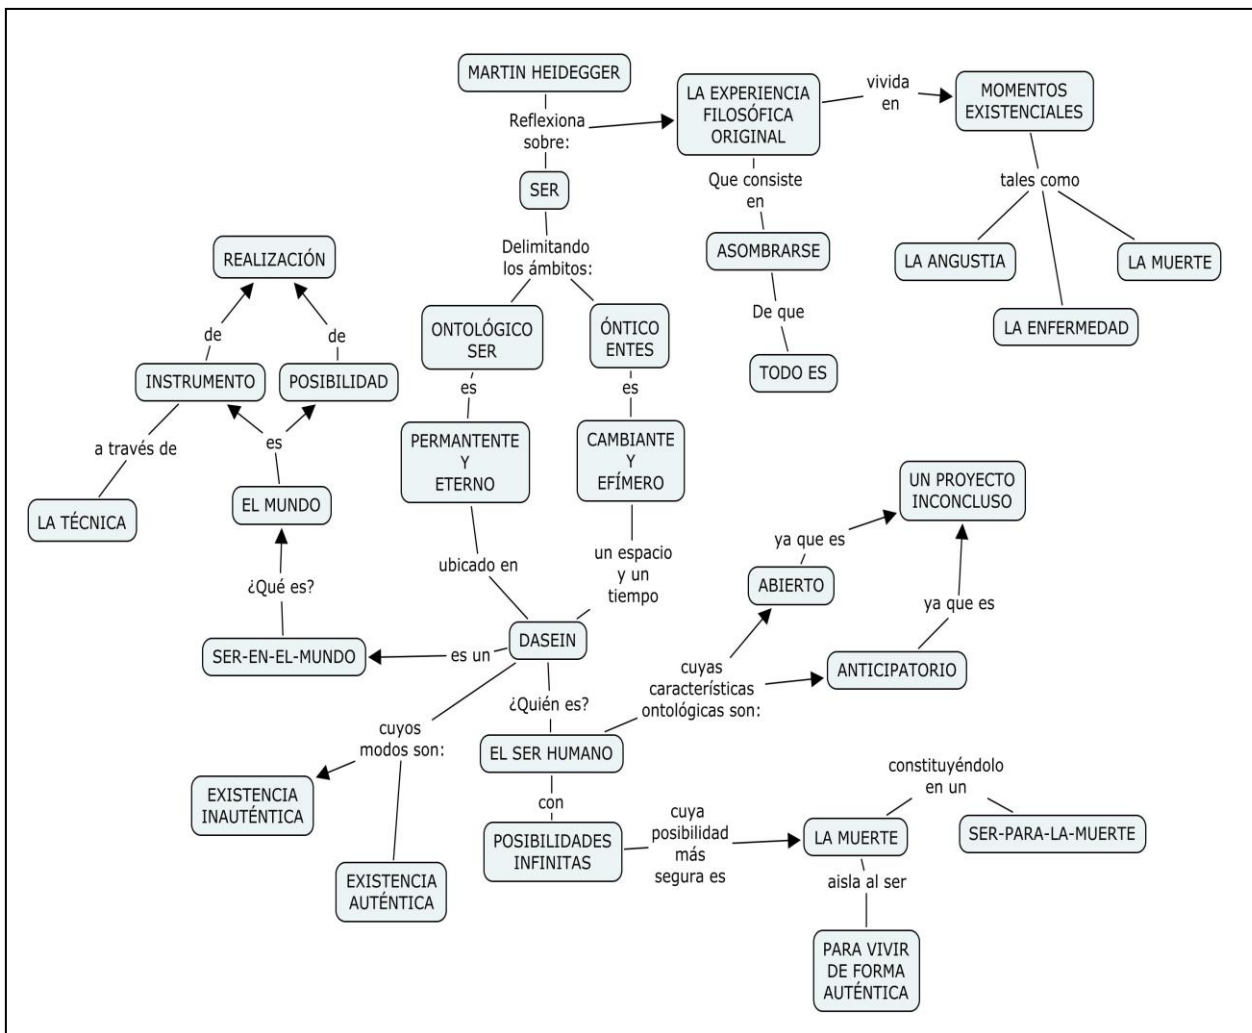 MARTIN HEIDEGGER
Reflexiona
sobre:
SER
LA EXPERIENCIA
FILOSÓFICA
ORIGINAL
vivida
en
MOMENTOS
EXISTENCIALES
tales como
LA ANGUSTIA
LA MUERTE
LA ENFERMEDAD
Que consiste
en
ASOMBRARSE
De que
TODO ES
Delimitando
los ámbitos:
ONTOLÓGICO
SER
ÓNTICO
ENTES
es
es
PERMANTENTE
Y
ETERNO
CAMBIANTE
Y
EFÍMERO
ubicado en
un espacio
y un
tiempo
DASEIN
es un
SER-EN-EL-MUNDO
¿Qué es?
EL MUNDO
es
INSTRUMENTO
POSIBILIDAD
de
de
REALIZACIÓN
a través de
LA TÉCNICA
cuyos
modos son:
EXISTENCIA
INAUTÉNTICA
EXISTENCIA
AUTÉNTICA
¿Quién es?
EL SER HUMANO
cuyas
características
ontológicas son:
ABIERTO
ya que es
UN PROYECTO
INCONCLUSO
ANTICIPATORIO
ya que es
con
POSIBILIDADES
INFINITAS
cuya
posibilidad
más
segura es
LA MUERTE
constituyéndolo
en un
SER-PARA-LA-MUERTE
aisla al ser
PARA VIVIR
DE FORMA
AUTÉNTICA